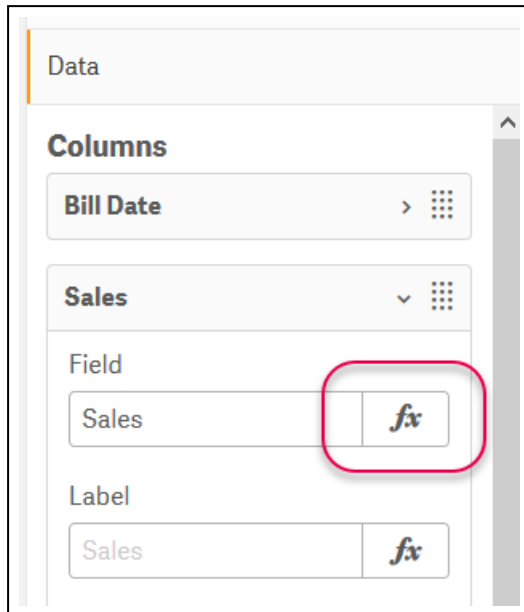 Data
Columns
Bill Date
Sales
Field
Sales fx
Label
Sales fx